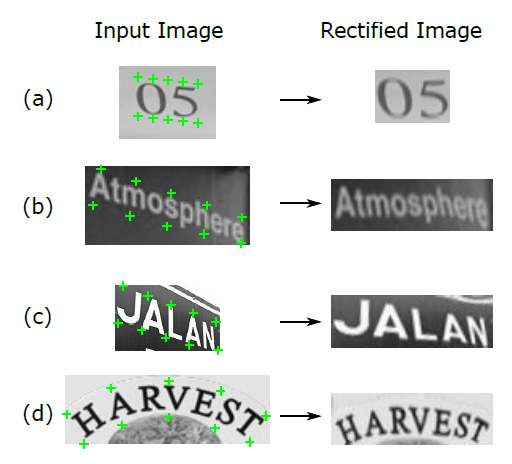 Input Image Rectified Image
(a) 05 05
(b) Atmosphere Atmosphere
(c) JALAN JALAN
(d) HARVEST HARVEST